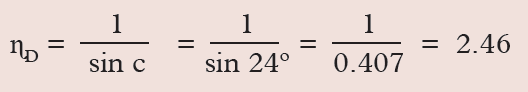 η_D = 1/sin c = 1/sin 24° = 1/0.407 = 2.46